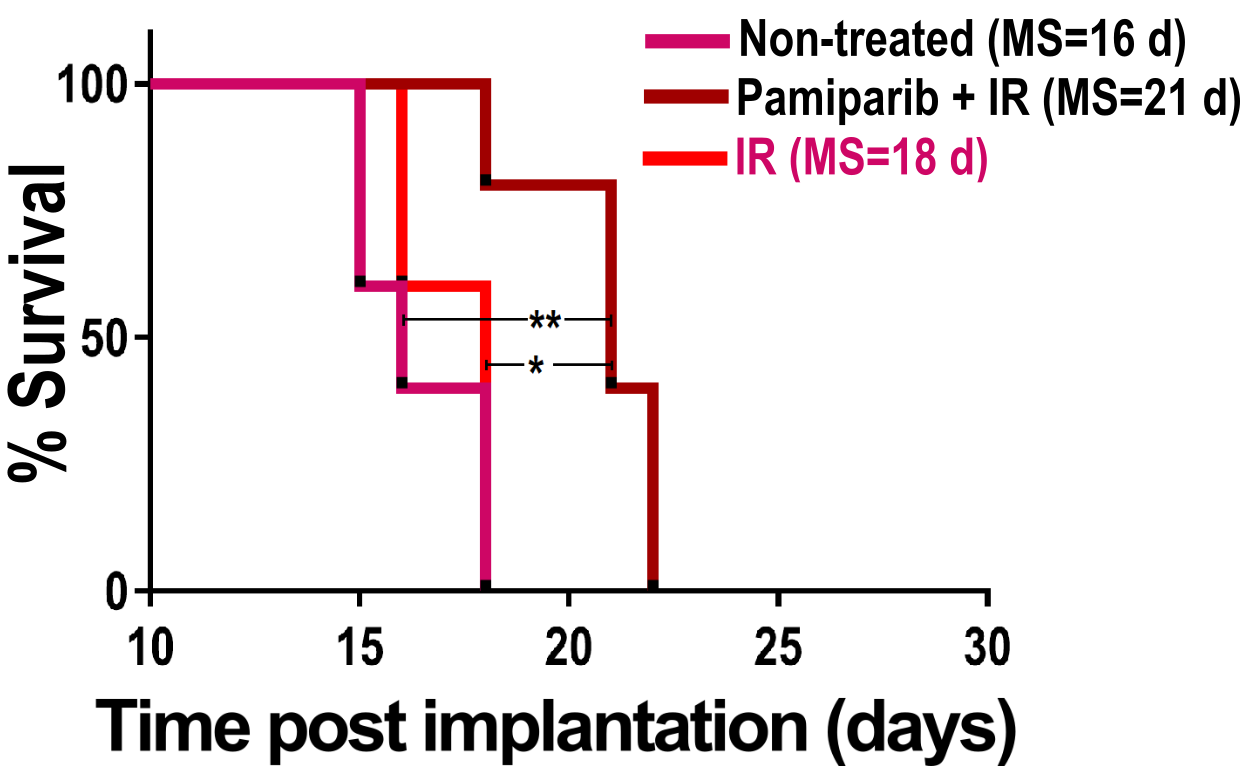 Non-treated (MS=16 d)
Pamiparib + IR (MS=21 d)
IR (MS=18 d)
% Survival
100
50
0
**
*
10 15 20 25 30
Time post implantation (days)